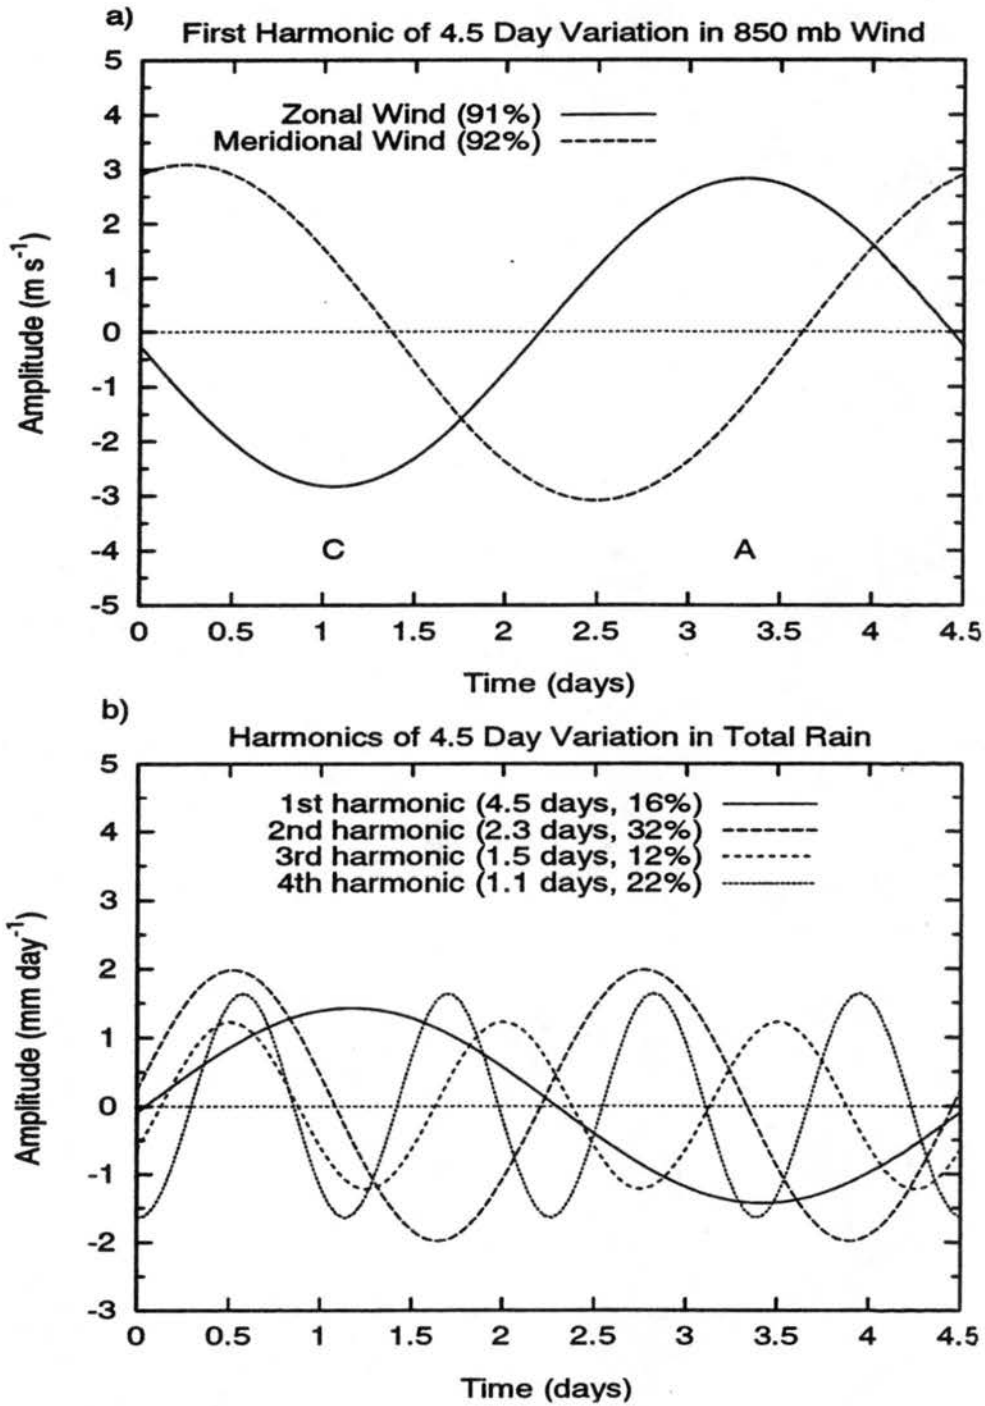 a)
First Harmonic of 4.5 Day Variation in 850 mb Wind
Zonal Wind (91%)
Meridional Wind (92%)
Amplitude (m s⁻¹)
5
4
3
2
1
0
-1
-2
-3
-4
-5
C
A
0 0.5 1 1.5 2 2.5 3 3.5 4 4.5
Time (days)
b)
Harmonics of 4.5 Day Variation in Total Rain
1st harmonic (4.5 days, 16%)
2nd harmonic (2.3 days, 32%)
3rd harmonic (1.5 days, 12%)
4th harmonic (1.1 days, 22%)
Amplitude (mm day⁻¹)
5
4
3
2
1
0
-1
-2
-3
0 0.5 1 1.5 2 2.5 3 3.5 4 4.5
Time (days)